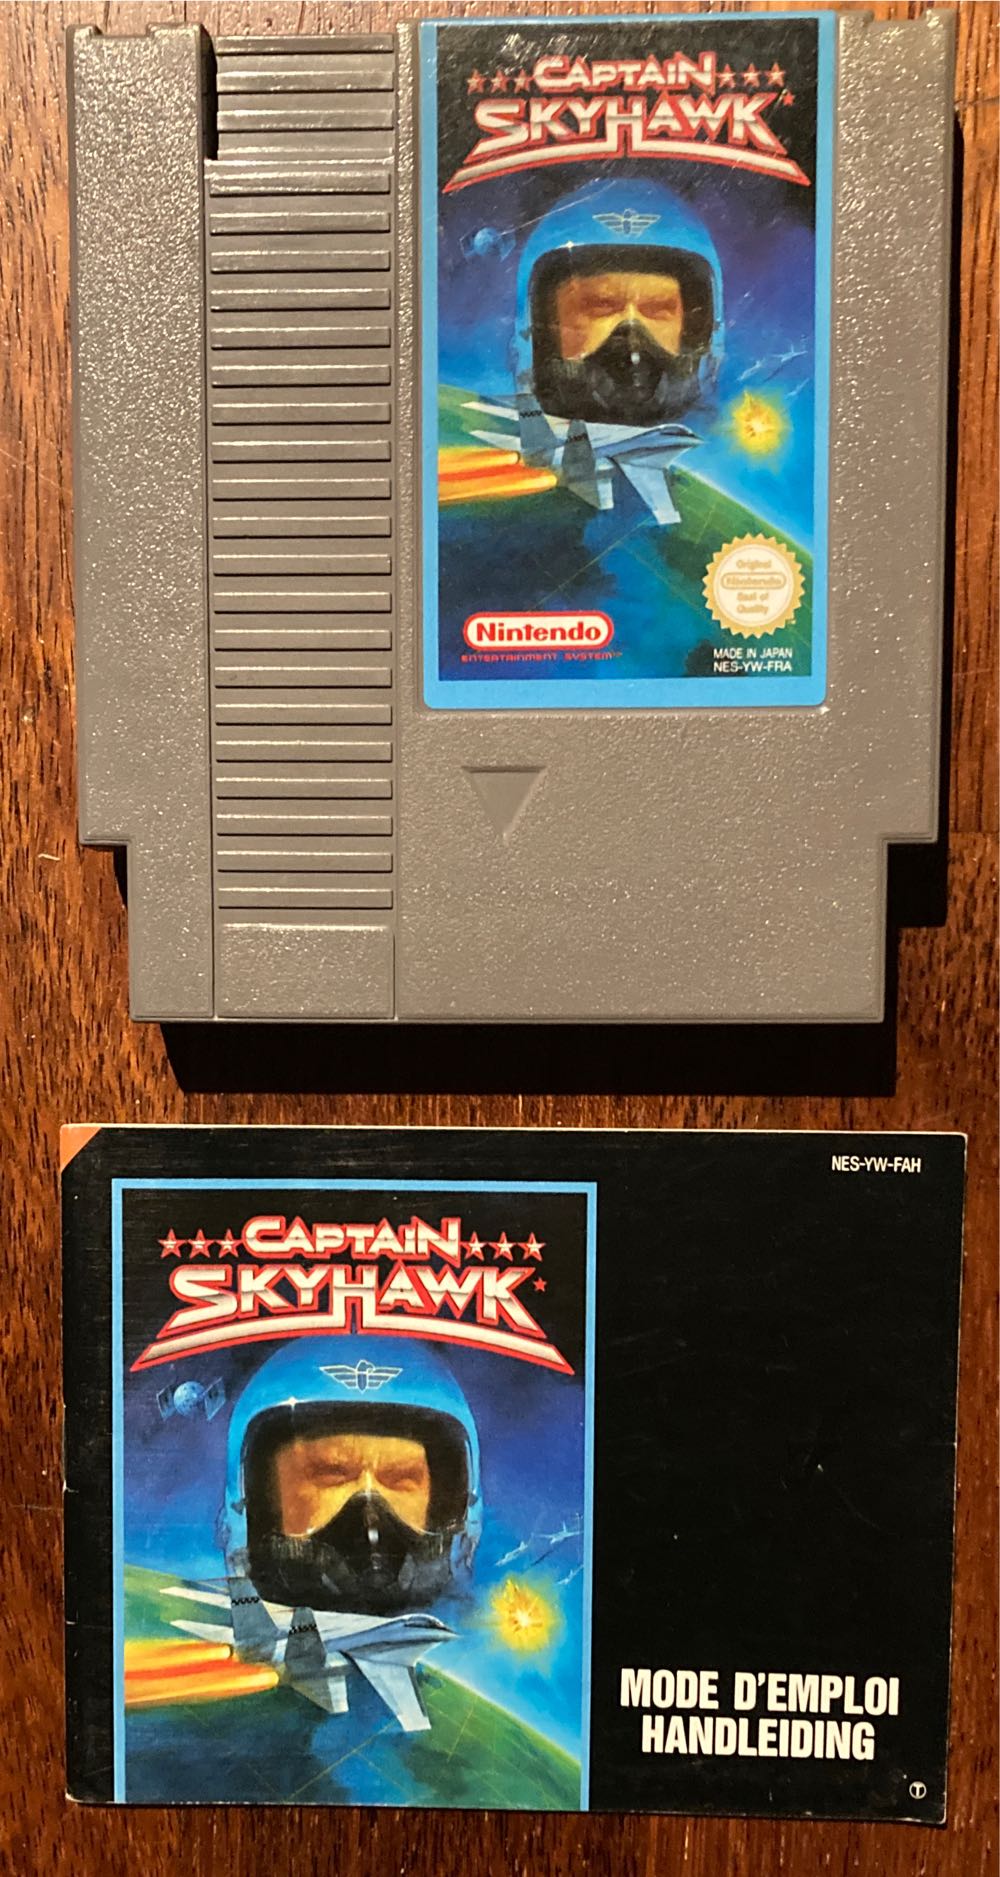 CAPTAIN
SKYHAWK
Original
Nintendo
Seal of
Quality
Nintendo
ENTERTAINMENT SYSTEM™
MADE IN JAPAN
NES-YW-FRA
NES-YW-FAH
CAPTAIN
SKYHAWK
MODE D'EMPLOI
HANDLEIDING
T